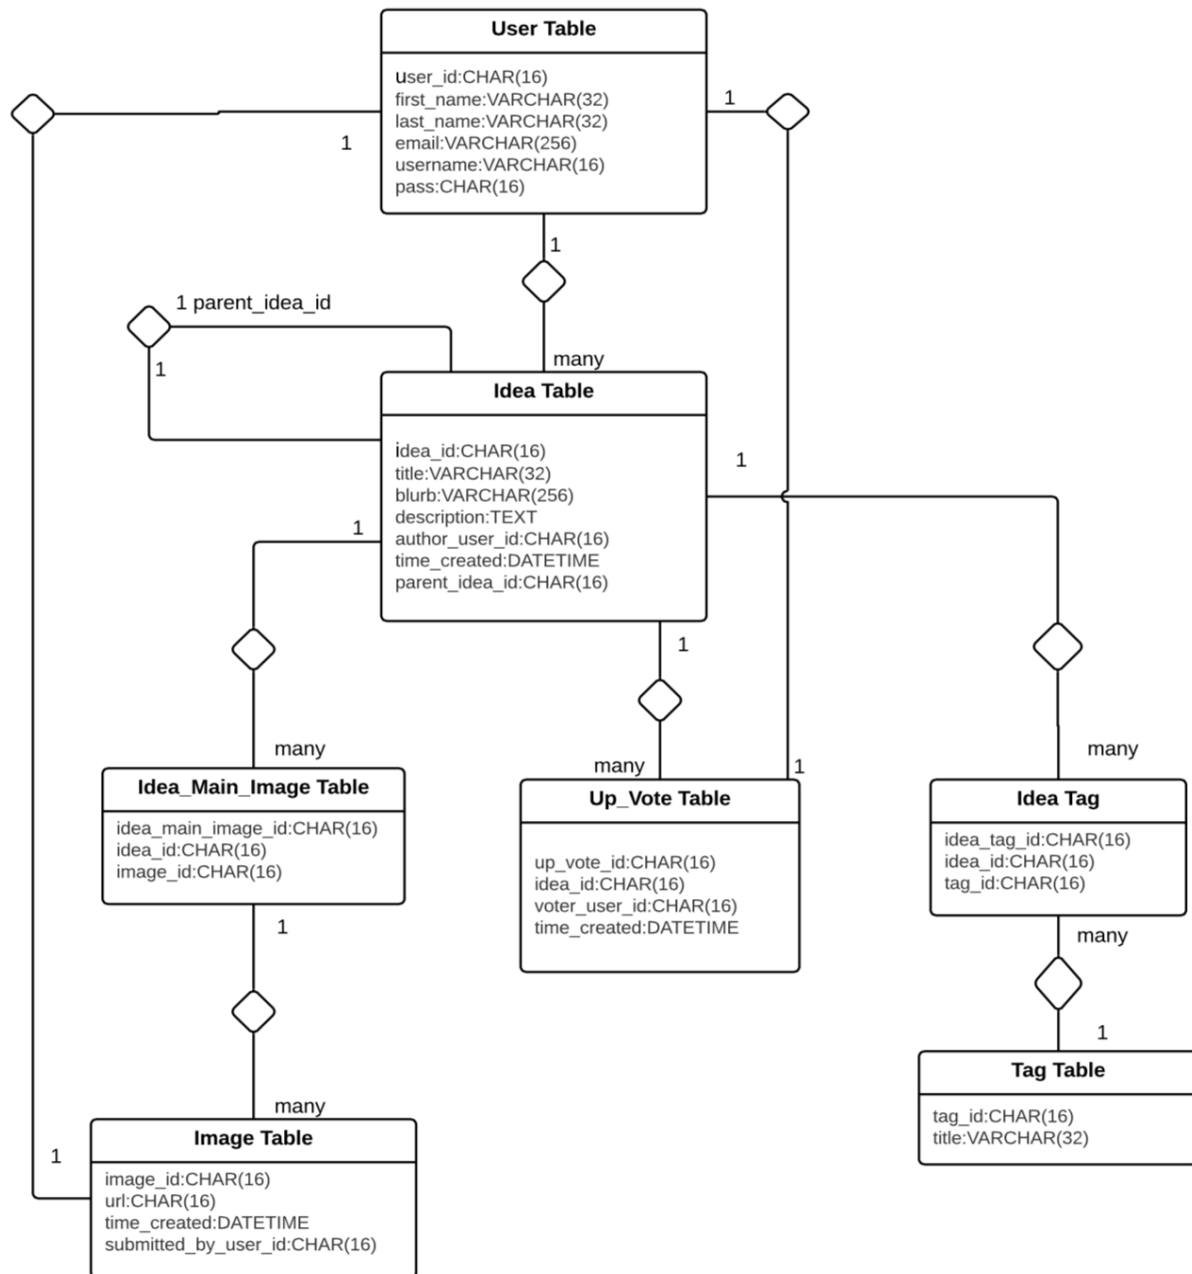 User Table
user_id:CHAR(16)
first_name:VARCHAR(32)
last_name:VARCHAR(32)
email:VARCHAR(256)
username:VARCHAR(16)
pass:CHAR(16)
1
1
1
1 parent_idea_id
1
many
Idea Table
idea_id:CHAR(16)
title:VARCHAR(32)
blurb:VARCHAR(256)
description:TEXT
author_user_id:CHAR(16)
time_created:DATETIME
parent_idea_id:CHAR(16)
1
1
1
many
many
1
many
Idea_Main_Image Table
idea_main_image_id:CHAR(16)
idea_id:CHAR(16)
image_id:CHAR(16)
Up_Vote Table
up_vote_id:CHAR(16)
idea_id:CHAR(16)
voter_user_id:CHAR(16)
time_created:DATETIME
Idea Tag
idea_tag_id:CHAR(16)
idea_id:CHAR(16)
tag_id:CHAR(16)
1
many
many
1
Tag Table
tag_id:CHAR(16)
title:VARCHAR(32)
1
Image Table
image_id:CHAR(16)
url:CHAR(16)
time_created:DATETIME
submitted_by_user_id:CHAR(16)